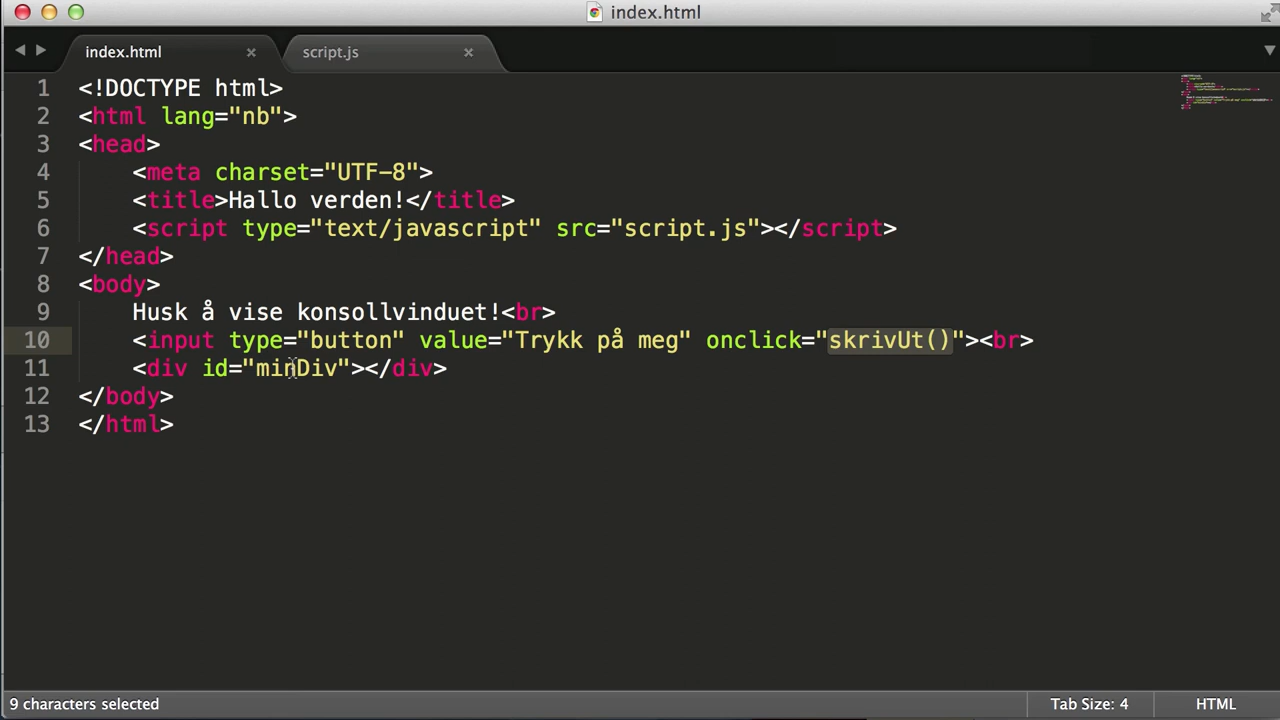 index.html
index.html × script.js ×
1 <!DOCTYPE html>
2 <html lang="nb">
3 <head>
4 <meta charset="UTF-8">
5 <title>Hallo verden!</title>
6 <script type="text/javascript" src="script.js"></script>
7 </head>
8 <body>
9 Husk å vise konsollvinduet!<br>
10 <input type="button" value="Trykk på meg" onclick="skrivUt()"><br>
11 <div id="minDiv"></div>
12 </body>
13 </html>
9 characters selected Tab Size: 4 HTML